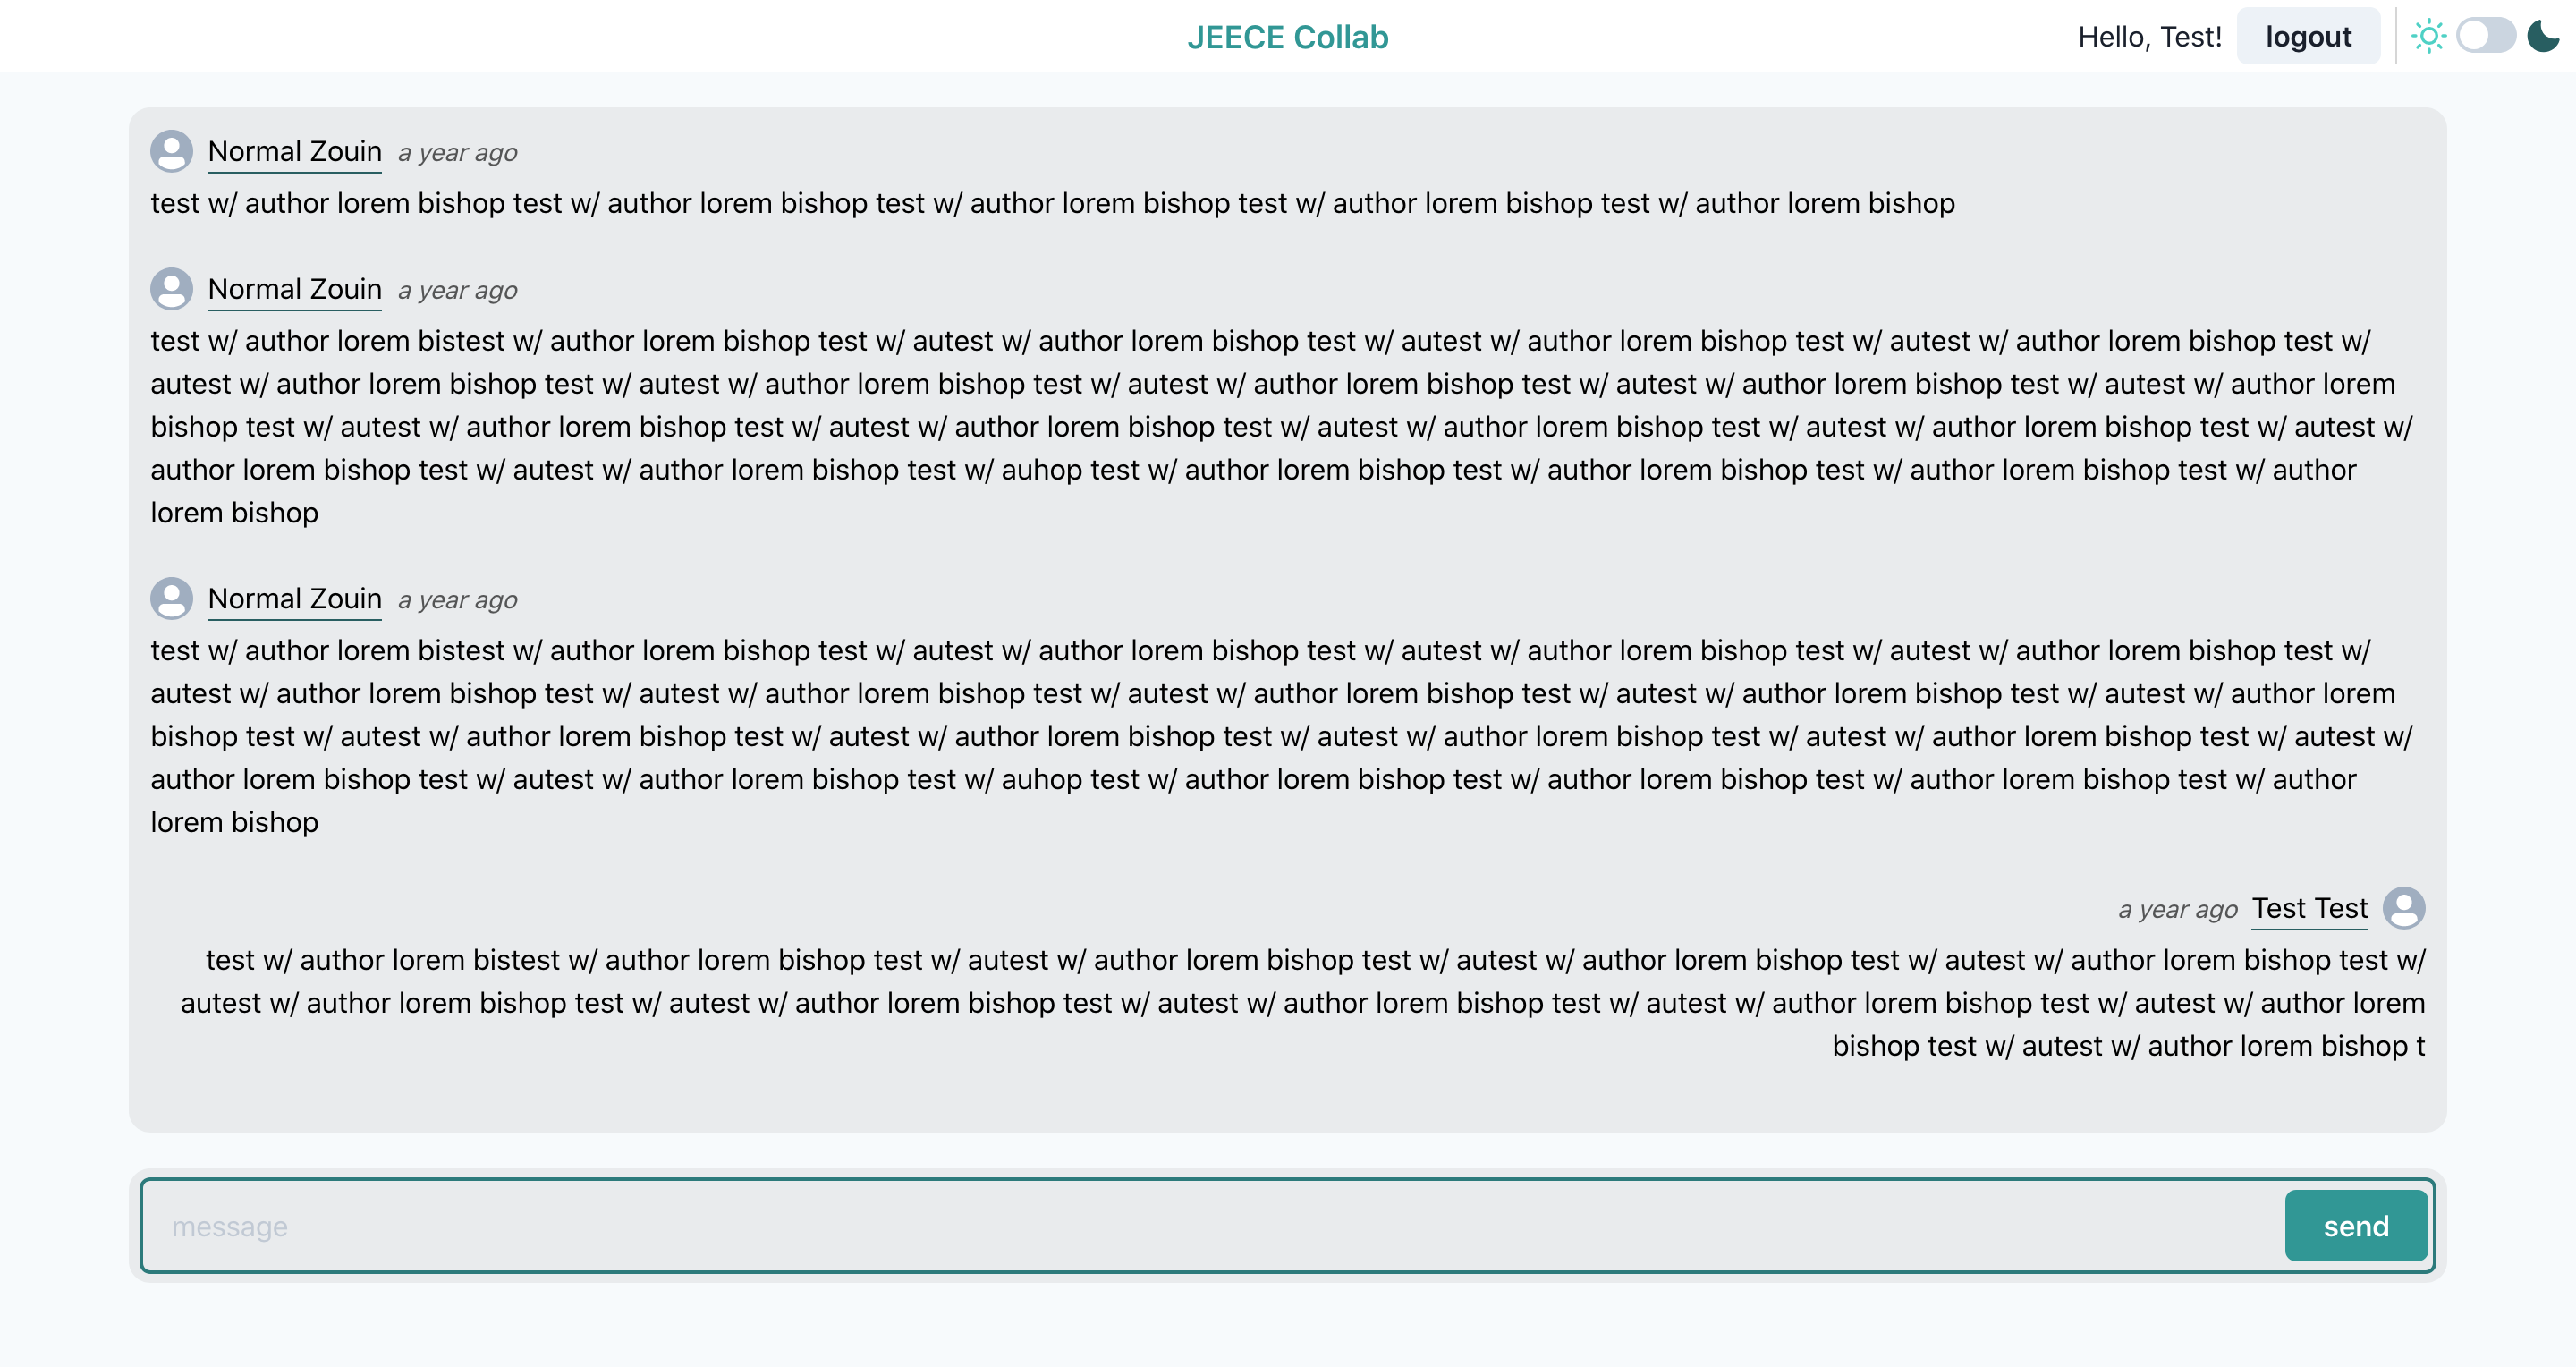 JEECE Collab
Hello, Test!
logout
Normal Zouin a year ago
test w/ author lorem bishop test w/ author lorem bishop test w/ author lorem bishop test w/ author lorem bishop test w/ author lorem bishop
Normal Zouin a year ago
test w/ author lorem bistest w/ author lorem bishop test w/ autest w/ author lorem bishop test w/ autest w/ author lorem bishop test w/ autest w/ author lorem bishop test w/
autest w/ author lorem bishop test w/ autest w/ author lorem bishop test w/ autest w/ author lorem bishop test w/ autest w/ author lorem bishop test w/ autest w/ author lorem
bishop test w/ autest w/ author lorem bishop test w/ autest w/ author lorem bishop test w/ autest w/ author lorem bishop test w/ autest w/ author lorem bishop test w/ autest w/
author lorem bishop test w/ autest w/ author lorem bishop test w/ auhop test w/ author lorem bishop test w/ author lorem bishop test w/ author lorem bishop test w/ author
lorem bishop
Normal Zouin a year ago
test w/ author lorem bistest w/ author lorem bishop test w/ autest w/ author lorem bishop test w/ autest w/ author lorem bishop test w/ autest w/ author lorem bishop test w/
autest w/ author lorem bishop test w/ autest w/ author lorem bishop test w/ autest w/ author lorem bishop test w/ autest w/ author lorem bishop test w/ autest w/ author lorem
bishop test w/ autest w/ author lorem bishop test w/ autest w/ author lorem bishop test w/ autest w/ author lorem bishop test w/ autest w/ author lorem bishop test w/ autest w/
author lorem bishop test w/ autest w/ author lorem bishop test w/ auhop test w/ author lorem bishop test w/ author lorem bishop test w/ author lorem bishop test w/ author
lorem bishop
a year ago Test Test
test w/ author lorem bistest w/ author lorem bishop test w/ autest w/ author lorem bishop test w/ autest w/ author lorem bishop test w/ autest w/ author lorem bishop test w/
autest w/ author lorem bishop test w/ autest w/ author lorem bishop test w/ autest w/ author lorem bishop test w/ autest w/ author lorem bishop test w/ autest w/ author lorem
bishop test w/ autest w/ author lorem bishop t
message
send